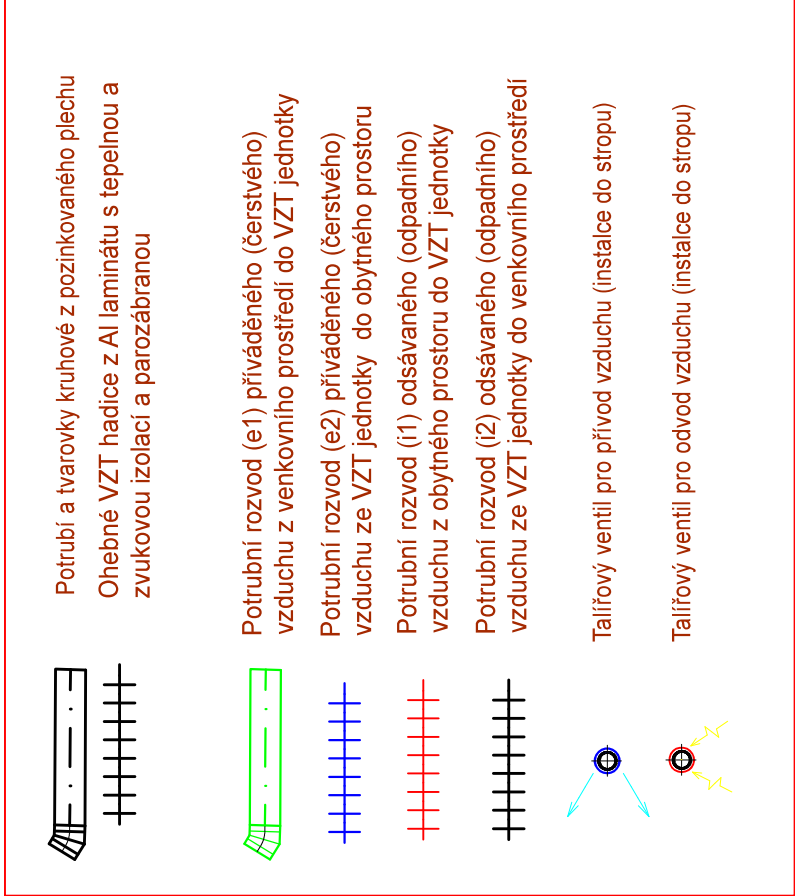 Potrubí a tvarovky kruhové z pozinkovaného plechu
Ohebné VZT hadice z Al laminátu s tepelnou a
zvukovou izolací a parozábranou
Potrubní rozvod (e1) přiváděného (čerstvého)
vzduchu z venkovního prostředí do VZT jednotky
Potrubní rozvod (e2) přiváděného (čerstvého)
vzduchu ze VZT jednotky do obytného prostoru
Potrubní rozvod (i1) odsávaného (odpadního)
vzduchu z obytného prostoru do VZT jednotky
Potrubní rozvod (i2) odsávaného (odpadního)
vzduchu ze VZT jednotky do venkovního prostředí
Talířový ventil pro přívod vzduchu (instalce do stropu)
Talířový ventil pro odvod vzduchu (instalce do stropu)